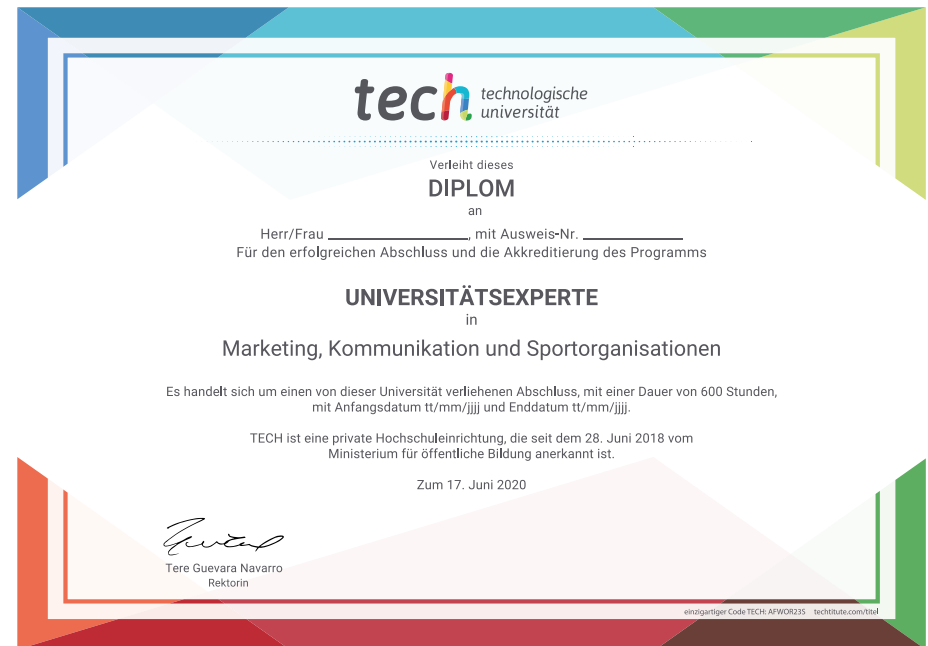 tech technologische
universität
Verleiht dieses
DIPLOM
an
Herr/Frau ____________________, mit Ausweis-Nr. ______________
Für den erfolgreichen Abschluss und die Akkreditierung des Programms
UNIVERSITÄTSEXPERTE
in
Marketing, Kommunikation und Sportorganisationen
Es handelt sich um einen von dieser Universität verliehenen Abschluss, mit einer Dauer von 600 Stunden,
mit Anfangsdatum tt/mm/jjjj und Enddatum tt/mm/jjjj.
TECH ist eine private Hochschuleinrichtung, die seit dem 28. Juni 2018 vom
Ministerium für öffentliche Bildung anerkannt ist.
Zum 17. Juni 2020
Tere Guevara Navarro
Rektorin
einzigartiger Code TECH: AFWOR23S techtitute.com/titel